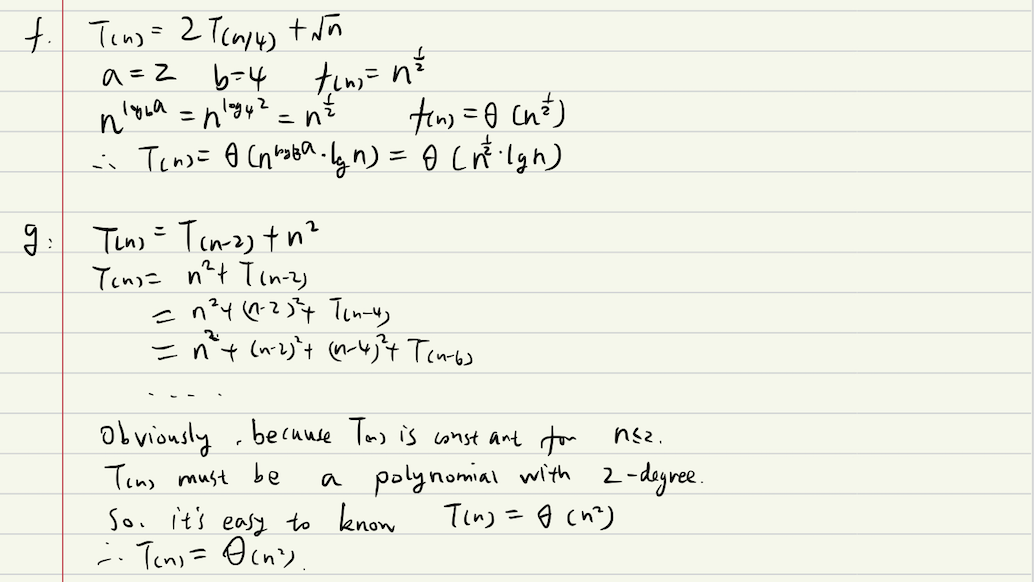 f. T(n) = 2T(n/4) + √n
a = 2 b=4 f(n) = n^{1/2}
n^{log_b a} = n^{log_4 2} = n^{1/2} f(n) = θ(n^{1/2})
∴ T(n) = θ(n^{log_b a}·lg n) = θ(n^{1/2}·lg n)
g. T(n) = T(n-2) + n²
T(n) = n² + T(n-2)
= n² + (n-2)² + T(n-4)
= n² + (n-2)² + (n-4)² + T(n-6)
.....
Obviously, because T(n) is constant for n≤2.
T(n) must be a polynomial with 2-degree.
So. it's easy to know T(n) = θ(n²)
∴ T(n) = θ(n²).